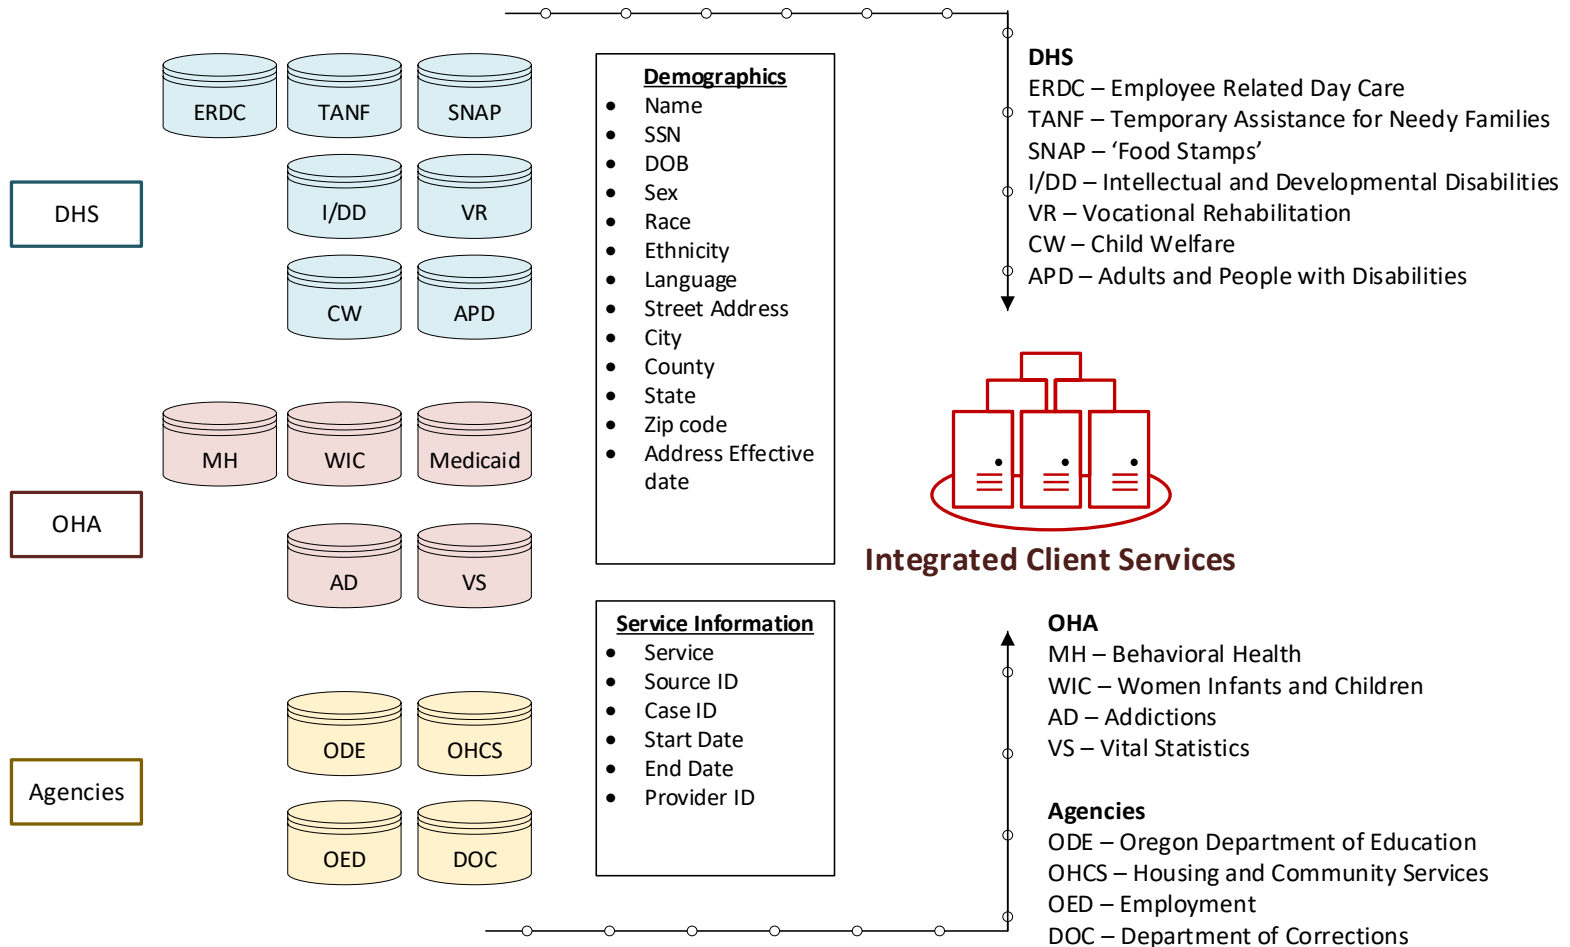 DHS
ERDC
TANF
SNAP
I/DD
VR
CW
APD
OHA
MH
WIC
Medicaid
AD
VS
Agencies
ODE
OHCS
OED
DOC
Demographics
• Name
• SSN
• DOB
• Sex
• Race
• Ethnicity
• Language
• Street Address
• City
• County
• State
• Zip code
• Address Effective
date
Service Information
• Service
• Source ID
• Case ID
• Start Date
• End Date
• Provider ID
DHS
ERDC – Employee Related Day Care
TANF – Temporary Assistance for Needy Families
SNAP – ‘Food Stamps’
I/DD – Intellectual and Developmental Disabilities
VR – Vocational Rehabilitation
CW – Child Welfare
APD – Adults and People with Disabilities
Integrated Client Services
OHA
MH – Behavioral Health
WIC – Women Infants and Children
AD – Addictions
VS – Vital Statistics
Agencies
ODE – Oregon Department of Education
OHCS – Housing and Community Services
OED – Employment
DOC – Department of Corrections